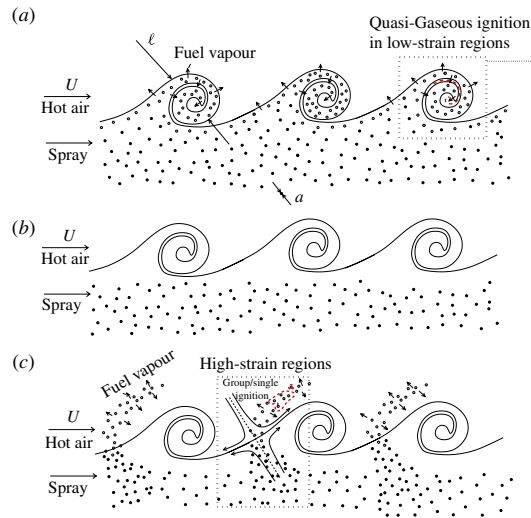 (a)
ℓ
Fuel vapour
Quasi-Gaseous ignition
in low-strain regions
U
Hot air
Spray
a
(b)
U
Hot air
Spray
(c)
Fuel vapour
High-strain regions
Group/single
ignition
U
Hot air
Spray